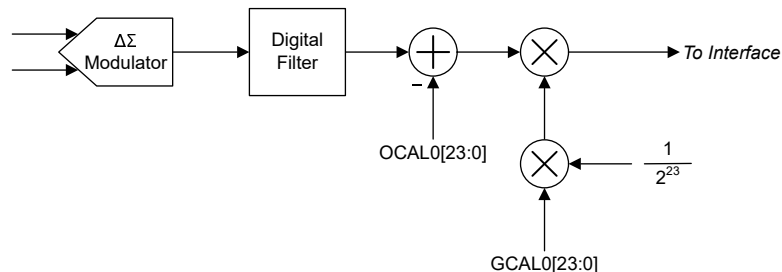 ΔΣ
Modulator
Digital
Filter
To Interface
–
OCAL0[23:0]
1
2²³
GCAL0[23:0]